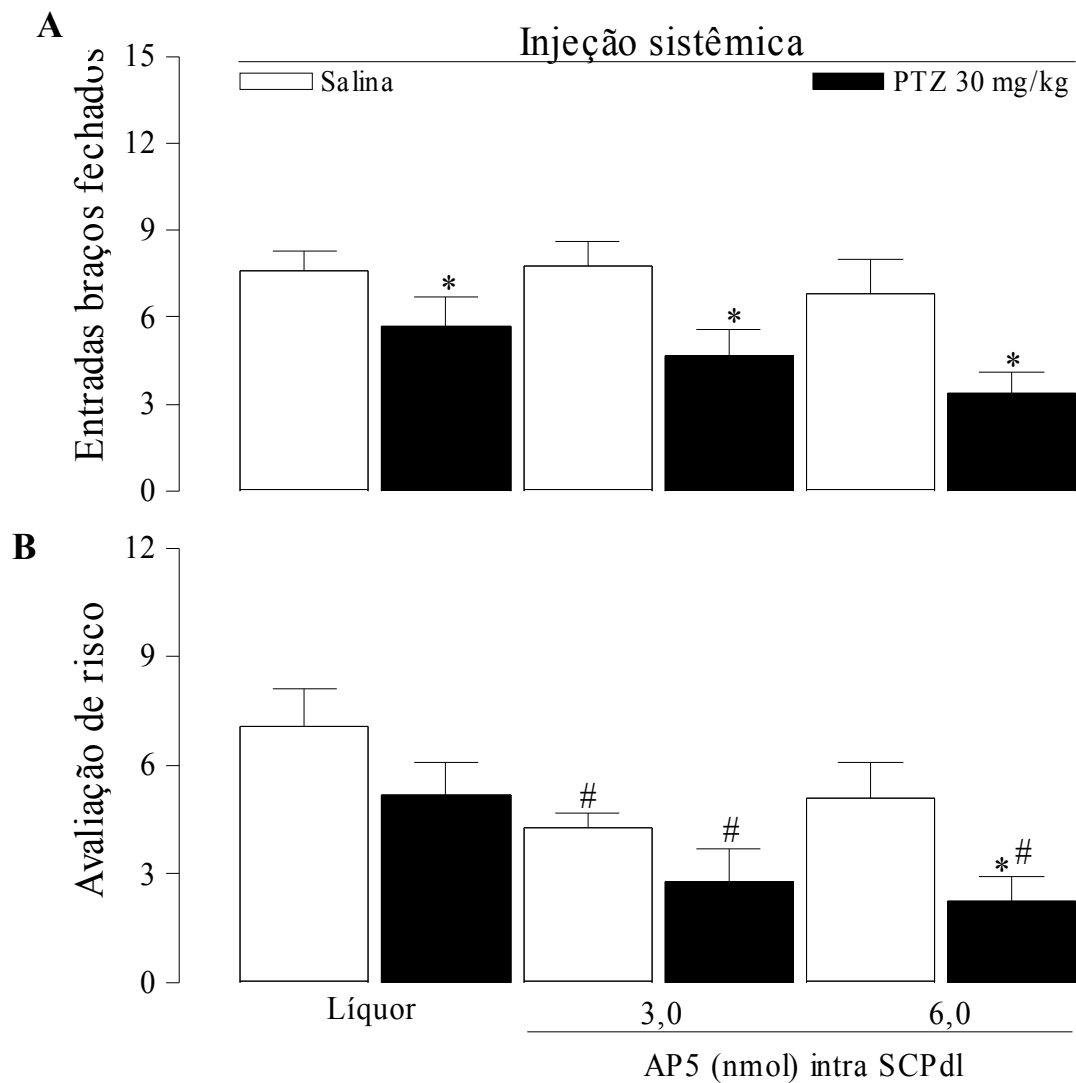 A
Injeção sistêmica
Salina
PTZ 30 mg/kg
Entradas braços fechados
15
12
9
6
3
0
*
*
*
B
Avaliação de risco
12
9
6
3
0
#
#
*#
Líquor
3,0
6,0
AP5 (nmol) intra SCPdl